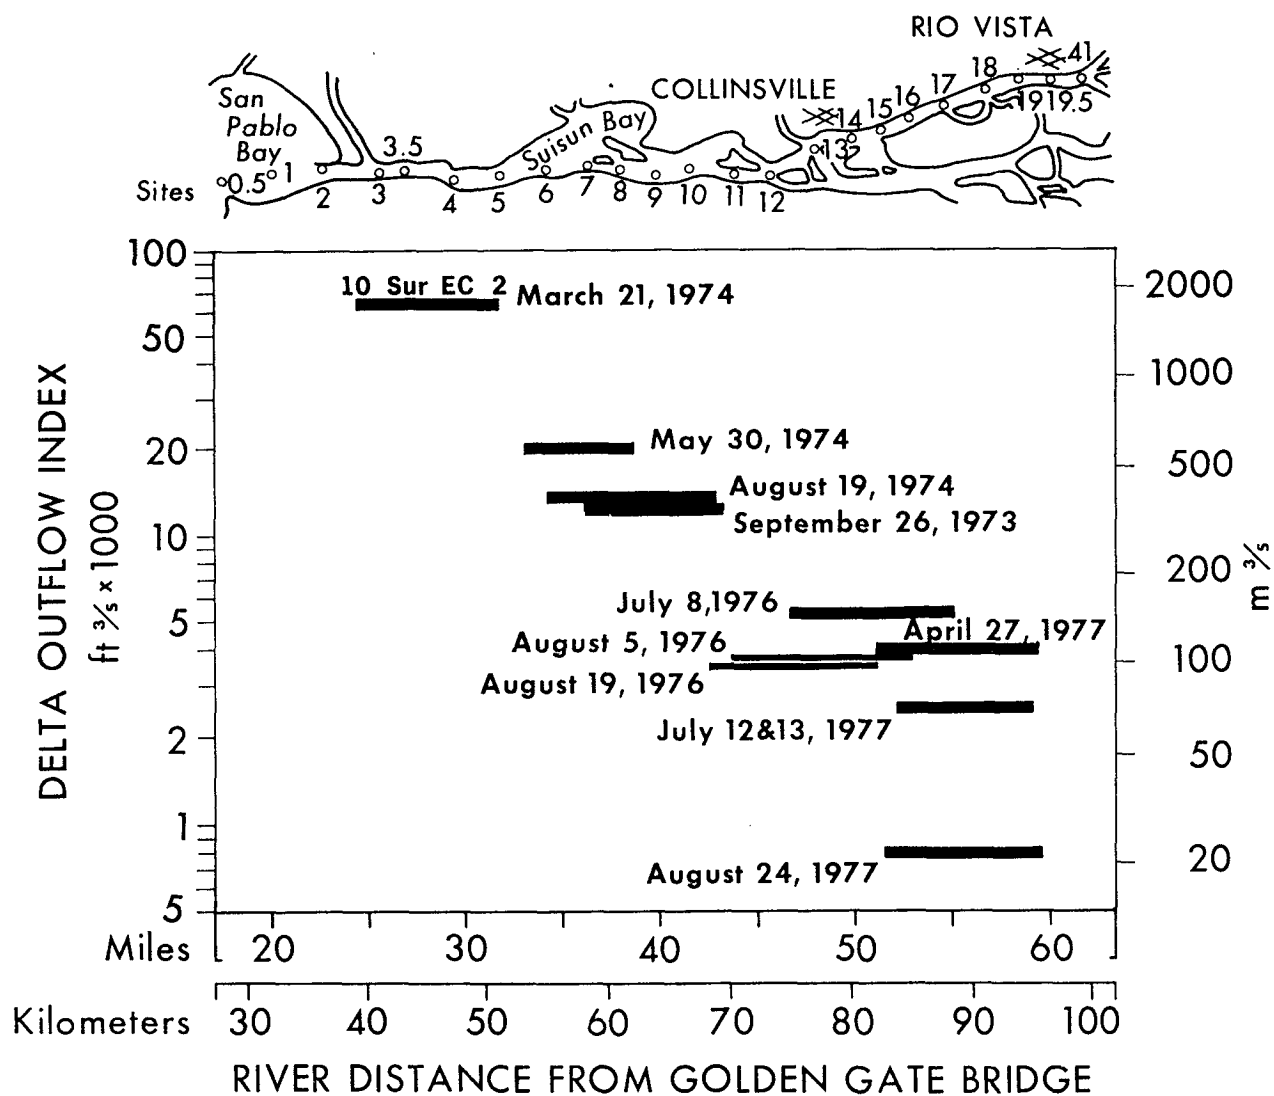 RIO VISTA
COLLINSVILLE
San
Pablo
Bay
Suisun Bay
Sites
0.5
1
2
3
3.5
4
5
6
7
8
9
10
11
12
13
14
15
16
17
18
19
19.5
41
DELTA OUTFLOW INDEX
ft ³/s x 1000
100
50
20
10
5
2
1
5
10 Sur EC 2
March 21, 1974
May 30, 1974
August 19, 1974
September 26, 1973
July 8,1976
April 27, 1977
August 5, 1976
August 19, 1976
July 12&13, 1977
August 24, 1977
2000
1000
500
200
100
50
20
m ³/s
Miles 20 30 40 50 60
Kilometers 30 40 50 60 70 80 90 100
RIVER DISTANCE FROM GOLDEN GATE BRIDGE